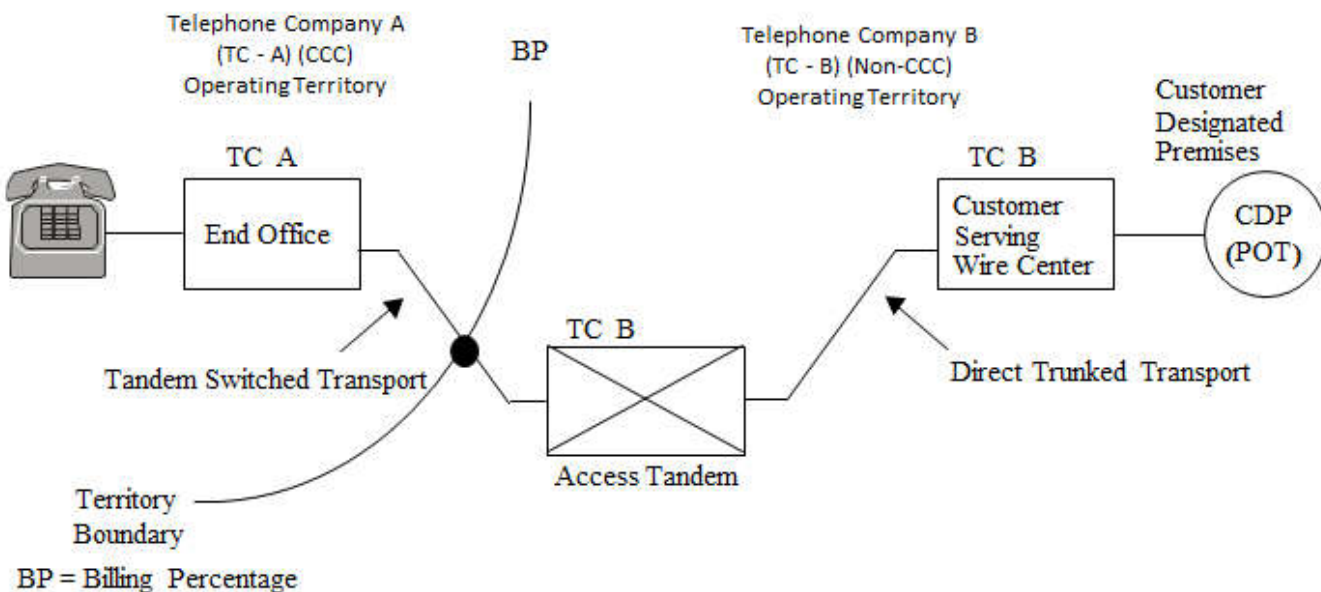 Telephone Company A
(TC - A) (CCC)
Operating Territory
BP
Telephone Company B
(TC - B) (Non-CCC)
Operating Territory
Customer
Designated
Premises
TC A
End Office
TC B
Customer
Serving
Wire Center
CDP
(POT)
Tandem Switched Transport
TC B
Access Tandem
Direct Trunked Transport
Territory
Boundary
BP = Billing Percentage